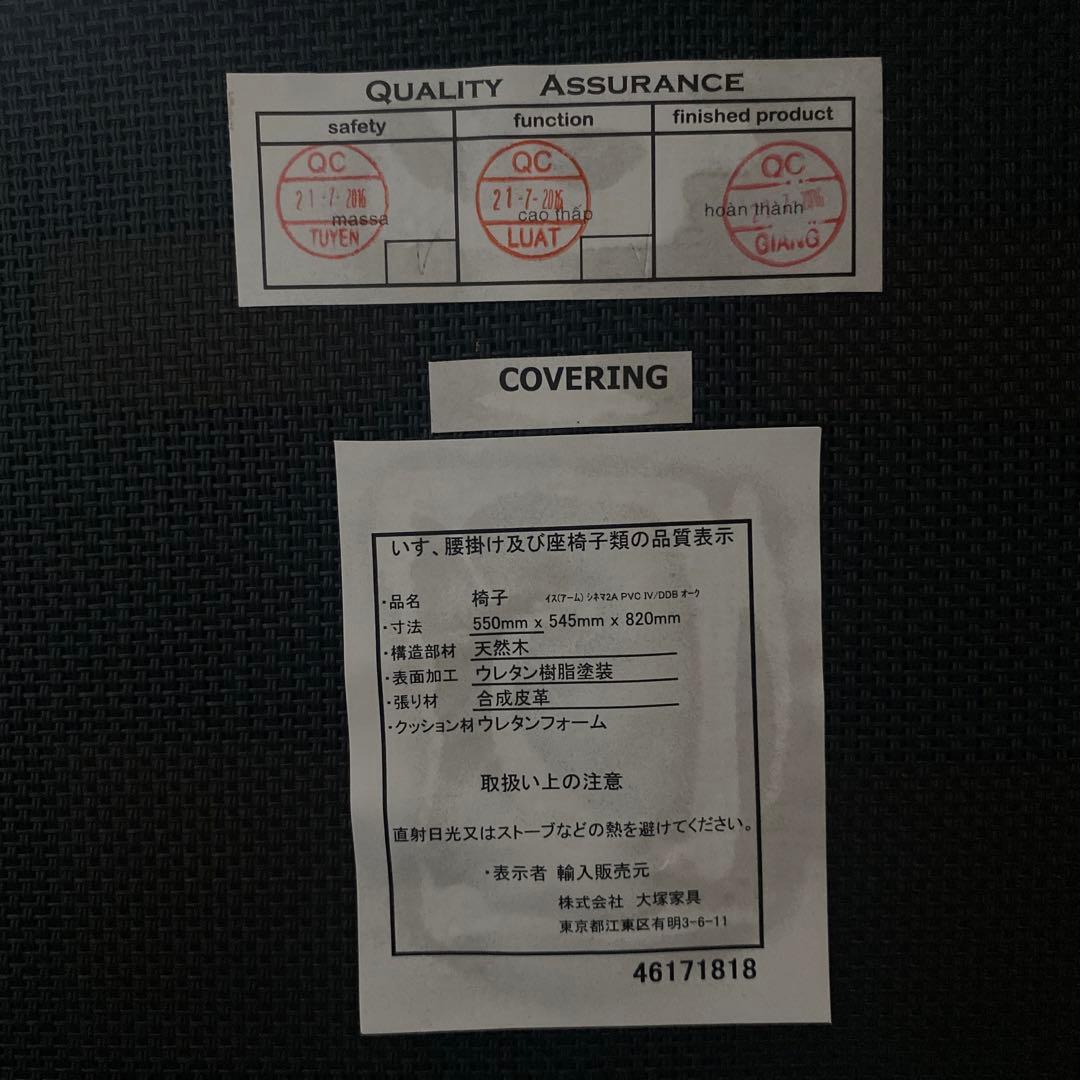 QUALITY ASSURANCE
safety function finished product
QC QC QC
21-7-2016 21-7-2016
massa cao thấp hoàn thành
TUYEN LUAT GIANG
COVERING
いす、腰掛け及び座椅子類の品質表示
・品名 椅子 イス(アーム) シネマ2A PVC IV/DDB オーク
・寸法 550mm x 545mm x 820mm
・構造部材 天然木
・表面加工 ウレタン樹脂塗装
・張り材 合成皮革
・クッション材 ウレタンフォーム
取扱い上の注意
直射日光又はストーブなどの熱を避けてください。
・表示者 輸入販売元
株式会社 大塚家具
東京都江東区有明3-6-11
46171818